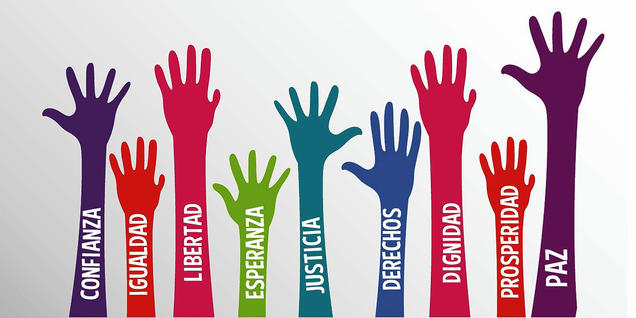 CONFIANZA
IGUALDAD
LIBERTAD
ESPERANZA
JUSTICIA
DERECHOS
DIGNIDAD
PROSPERIDAD
PAZ